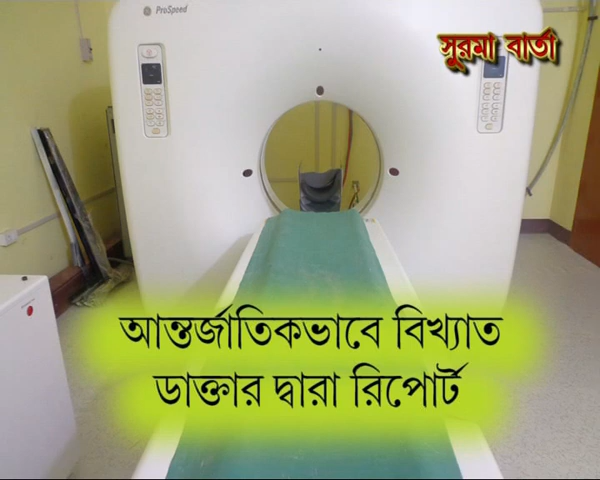 ProSpeed
সুরমা বার্তা
আন্তর্জাতিকভাবে বিখ্যাত
ডাক্তার দ্বারা রিপোর্ট